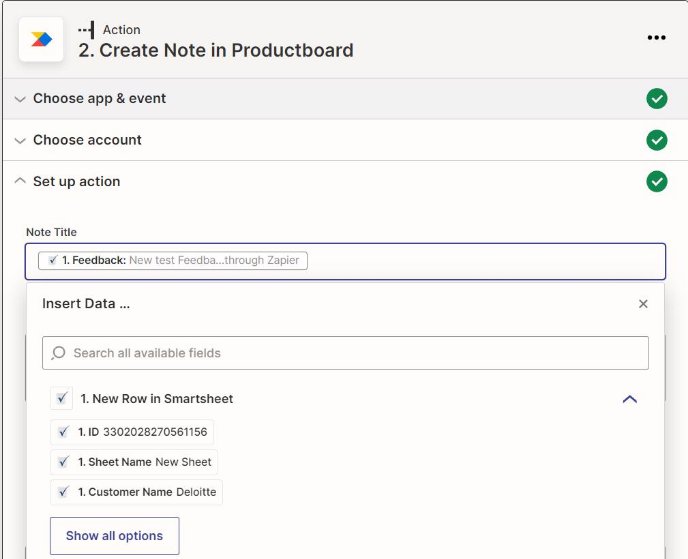 Action
2. Create Note in Productboard
Choose app & event
Choose account
Set up action
Note Title
1. Feedback: New test Feedba...through Zapier
Insert Data ...
Search all available fields
1. New Row in Smartsheet
1. ID 3302028270561156
1. Sheet Name New Sheet
1. Customer Name Deloitte
Show all options